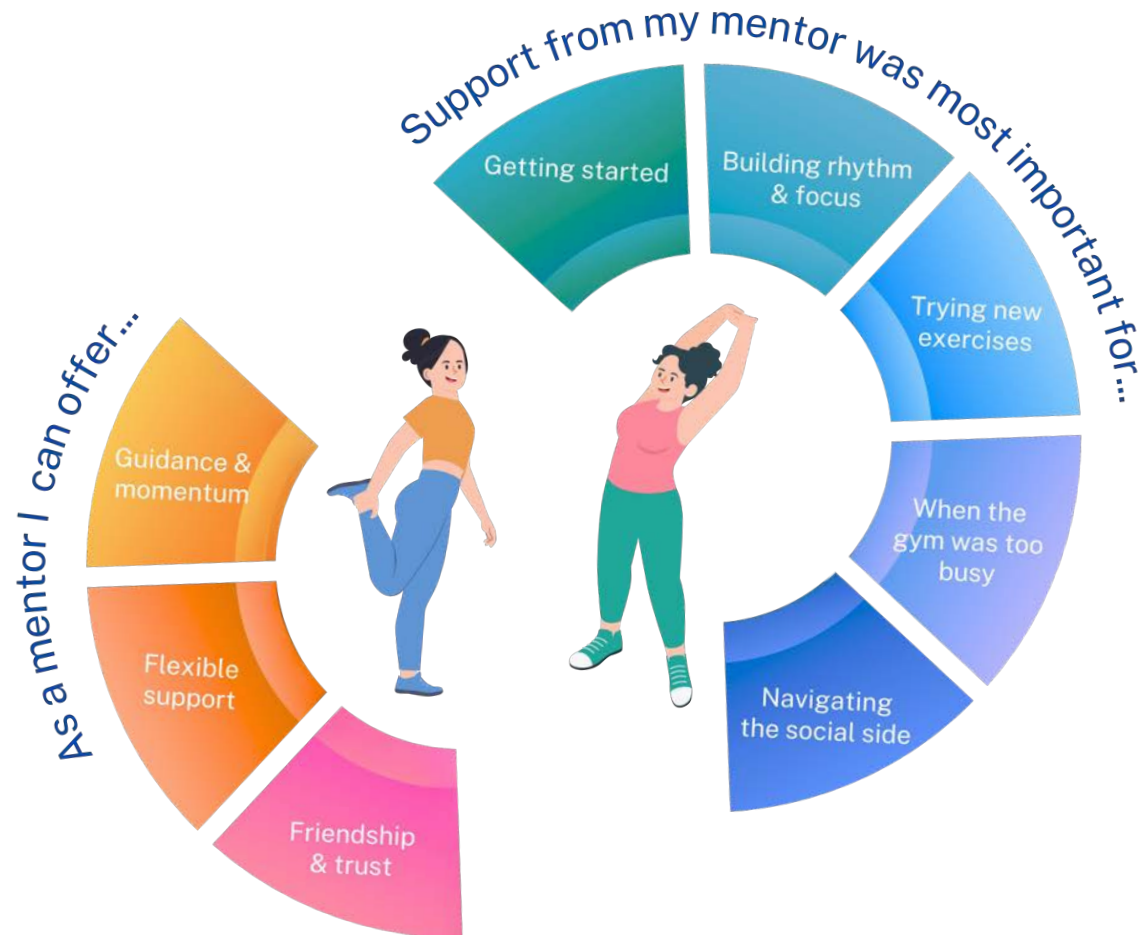 Support from my mentor was most important for...
Getting started
Building rhythm
& focus
Trying new
exercises
When the
gym was too
busy
Navigating
the social side
As a mentor I can offer...
Guidance &
momentum
Flexible
support
Friendship
& trust